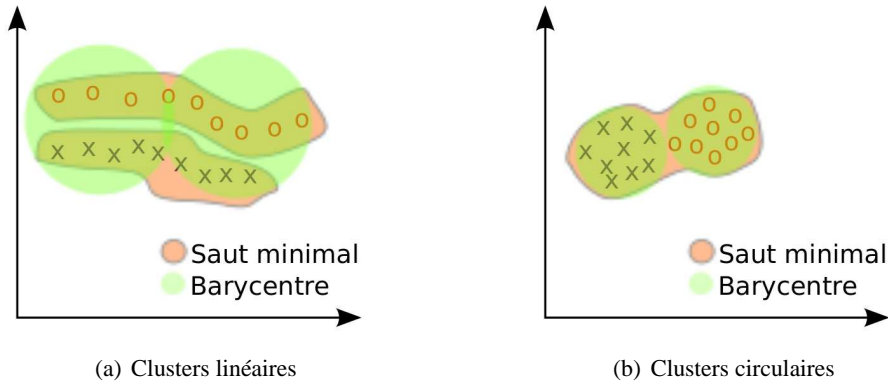 o o o o o o o o o
x x x x x x x x x
Saut minimal
Barycentre
(a) Clusters linéaires
x x x x x x x x x
o o o o o o o o
Saut minimal
Barycentre
(b) Clusters circulaires